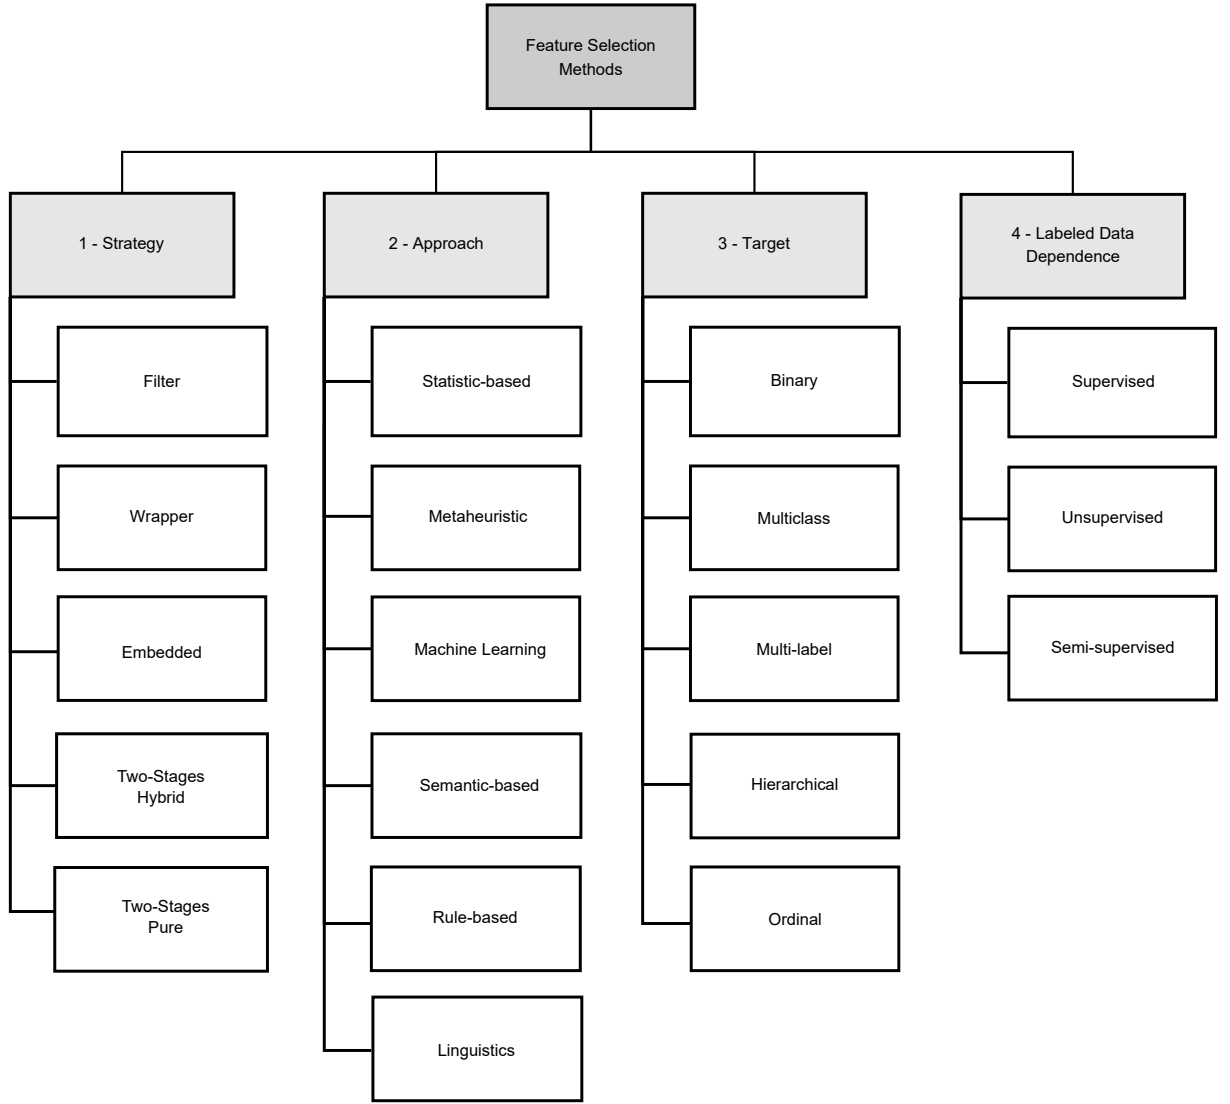 Feature Selection
Methods
1 - Strategy
Filter
Wrapper
Embedded
Two-Stages
Hybrid
Two-Stages
Pure
2 - Approach
Statistic-based
Metaheuristic
Machine Learning
Semantic-based
Rule-based
Linguistics
3 - Target
Binary
Multiclass
Multi-label
Hierarchical
Ordinal
4 - Labeled Data
Dependence
Supervised
Unsupervised
Semi-supervised